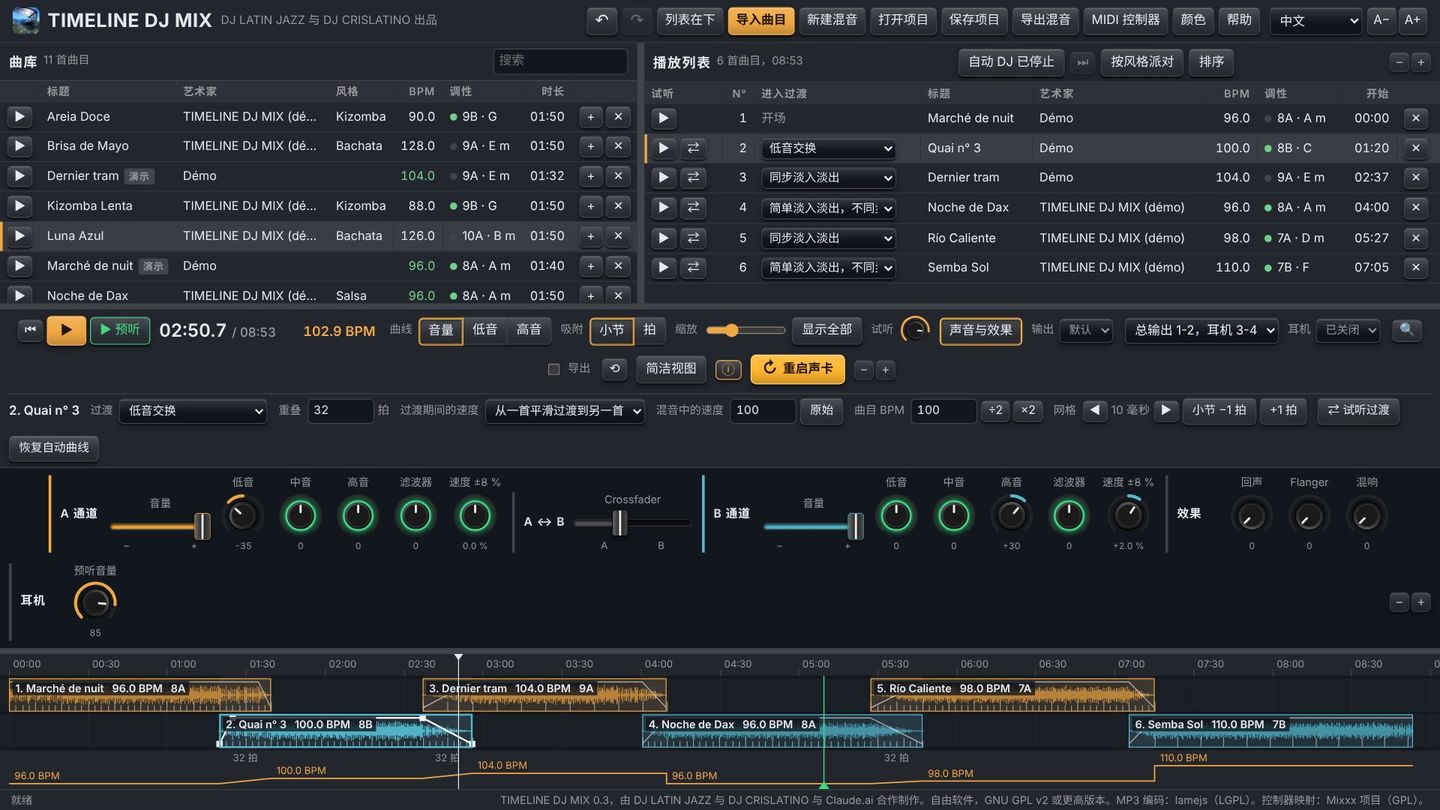 TIMELINE DJ MIX DJ LATIN JAZZ 与 DJ CRISLATINO 出品 列表在下 导入曲目 新建混音 打开项目 保存项目 导出混音 MIDI 控制器 颜色 帮助 中文 A− A+
曲库 11 首曲目 搜索
标题 艺术家 风格 BPM 调性 时长
Areia Doce TIMELINE DJ MIX (dé... Kizomba 90.0 9B · G 01:50 + ✕
Brisa de Mayo TIMELINE DJ MIX (dé... Bachata 128.0 9A · E m 01:50 + ✕
Dernier tram 演示 Démo 104.0 9A · E m 01:32 + ✕
Kizomba Lenta TIMELINE DJ MIX (dé... Kizomba 88.0 9B · G 01:50 + ✕
Luna Azul TIMELINE DJ MIX (dé... Bachata 126.0 10A · B m 01:50 + ✕
Marché de nuit 演示 Démo 96.0 8A · A m 01:40 + ✕
Noche de Dax TIMELINE DJ MIX (dé... Salsa 96.0 8A · A m 01:50 + ✕
播放列表 6 首曲目，08:53 自动 DJ 已停止 按风格派对 排序 − +
试听 N° 进入过渡 标题 艺术家 BPM 调性 开始
1 开场 Marché de nuit Démo 96.0 8A · A m 00:00 ✕
2 低音交换 Quai n° 3 Démo 100.0 8B · C 01:20 ✕
3 同步淡入淡出 Dernier tram Démo 104.0 9A · E m 02:37 ✕
4 简单淡入淡出，不同 Noche de Dax TIMELINE DJ MIX (démo) 96.0 8A · A m 04:00 ✕
5 同步淡入淡出 Río Caliente TIMELINE DJ MIX (démo) 98.0 7A · D m 05:27 ✕
6 简单淡入淡出，不同 Semba Sol TIMELINE DJ MIX (démo) 110.0 7B · F 07:05 ✕
预听 02:50.7 / 08:53 102.9 BPM 曲线 音量 低音 高音 吸附 小节 拍 缩放 显示全部 试听 声音与效果 输出 默认 总输出 1-2，耳机 3-4 耳机 已关闭
导出 简洁视图 重启声卡 − +
2. Quai n° 3 过渡 低音交换 重叠 32 拍 过渡期间的速度 从一首平滑过渡到另一首 混音中的速度 100 原始 曲目 BPM 100 ÷2 ×2 网格 10 毫秒 小节 −1 拍 +1 拍 试听过渡
恢复自动曲线
A 通道 音量 − + 低音 -35 中音 0 高音 0 滤波器 0 速度 ±8 % 0.0 % A ↔ B Crossfader A B B 通道 音量 − + 低音 0 中音 0 高音 +30 滤波器 0 速度 ±8 % +2.0 % 效果 回声 0 Flanger 0 混响 0
耳机 预听音量 85 − +
00:00 00:30 01:00 01:30 02:00 02:30 03:00 03:30 04:00 04:30 05:00 05:30 06:00 06:30 07:00 07:30 08:00 08:30
1. Marché de nuit 96.0 BPM 8A 3. Dernier tram 104.0 BPM 9A 5. Río Caliente 98.0 BPM 7A
2. Quai n° 3 100.0 BPM 8B 4. Noche de Dax 96.0 BPM 8A 6. Semba Sol 110.0 BPM 7B
32 拍 32 拍 32 拍
96.0 BPM 100.0 BPM 104.0 BPM 96.0 BPM 98.0 BPM 110.0 BPM
就绪 TIMELINE DJ MIX 0.3，由 DJ LATIN JAZZ 与 DJ CRISLATINO 与 Claude.ai 合作制作。自由软件，GNU GPL v2 或更高版本。MP3 编码：lamejs（LGPL）。控制器映射：Mixxx 项目（GPL）。